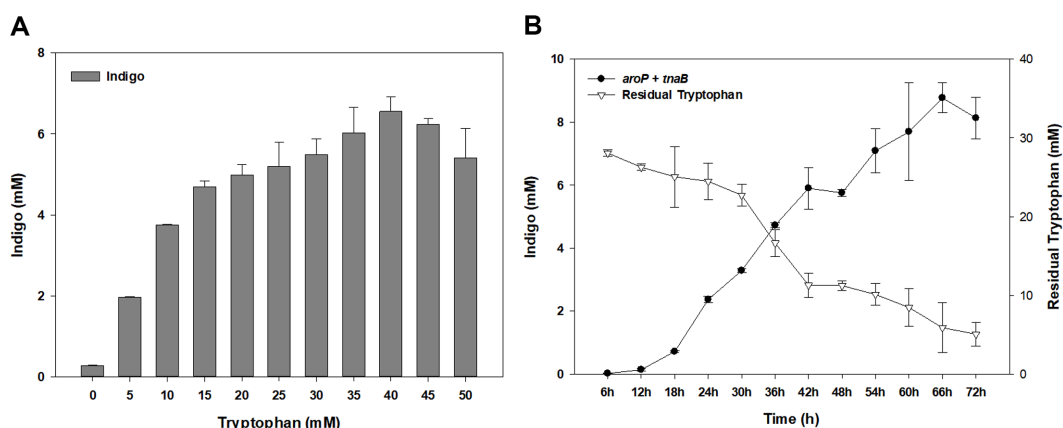 A
Indigo (mM)
8
6
4
2
0
Indigo
0 5 10 15 20 25 30 35 40 45 50
Tryptophan (mM)
B
Indigo (mM)
10
8
6
4
2
0
aroP + tnaB
Residual Tryptophan
40
30
20
10
0
Residual Tryptophan (mM)
6h 12h 18h 24h 30h 36h 42h 48h 54h 60h 66h 72h
Time (h)